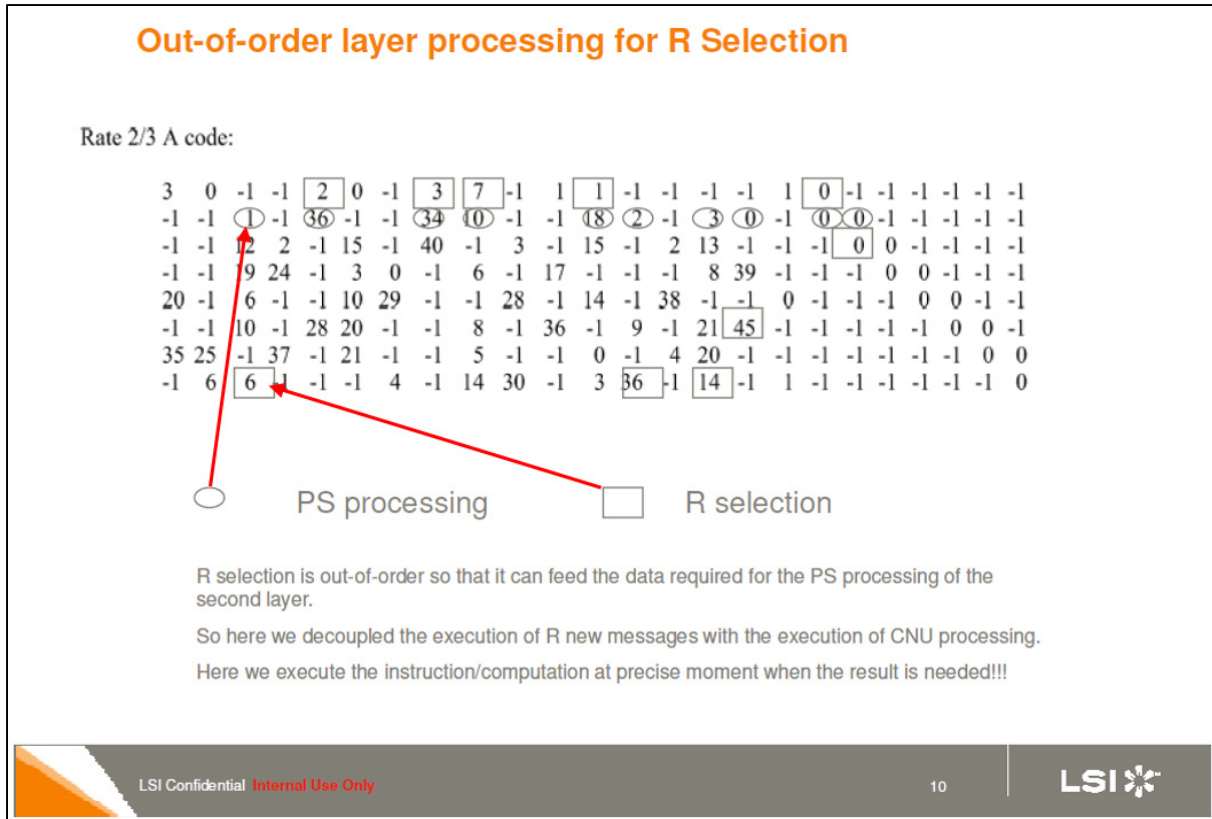 Out-of-order layer processing for R Selection
Rate 2/3 A code:
3 0 -1 -1 2 0 -1 3 7 -1 1 1 -1 -1 -1 -1 1 0 -1 -1 -1 -1 -1 -1
-1 -1 1 -1 36 -1 -1 34 10 -1 -1 18 2 -1 3 0 -1 0 0 -1 -1 -1 -1 -1
-1 -1 12 2 -1 15 -1 40 -1 3 -1 15 -1 2 13 -1 -1 -1 0 0 -1 -1 -1 -1
-1 -1 19 24 -1 3 0 -1 6 -1 17 -1 -1 -1 8 39 -1 -1 -1 0 0 -1 -1 -1
20 -1 6 -1 -1 10 29 -1 -1 28 -1 14 -1 38 -1 -1 0 -1 -1 -1 0 0 -1 -1
-1 -1 10 -1 28 20 -1 -1 8 -1 36 -1 9 -1 21 45 -1 -1 -1 -1 -1 0 0 -1
35 25 -1 37 -1 21 -1 -1 5 -1 -1 0 -1 4 20 -1 -1 -1 -1 -1 -1 -1 0 0
-1 6 6 -1 -1 -1 4 -1 14 30 -1 3 36 -1 14 -1 1 -1 -1 -1 -1 -1 -1 0
PS processing R selection
R selection is out-of-order so that it can feed the data required for the PS processing of the
second layer.
So here we decoupled the execution of R new messages with the execution of CNU processing.
Here we execute the instruction/computation at precise moment when the result is needed!!!
LSI Confidential Internal Use Only 10 LSI